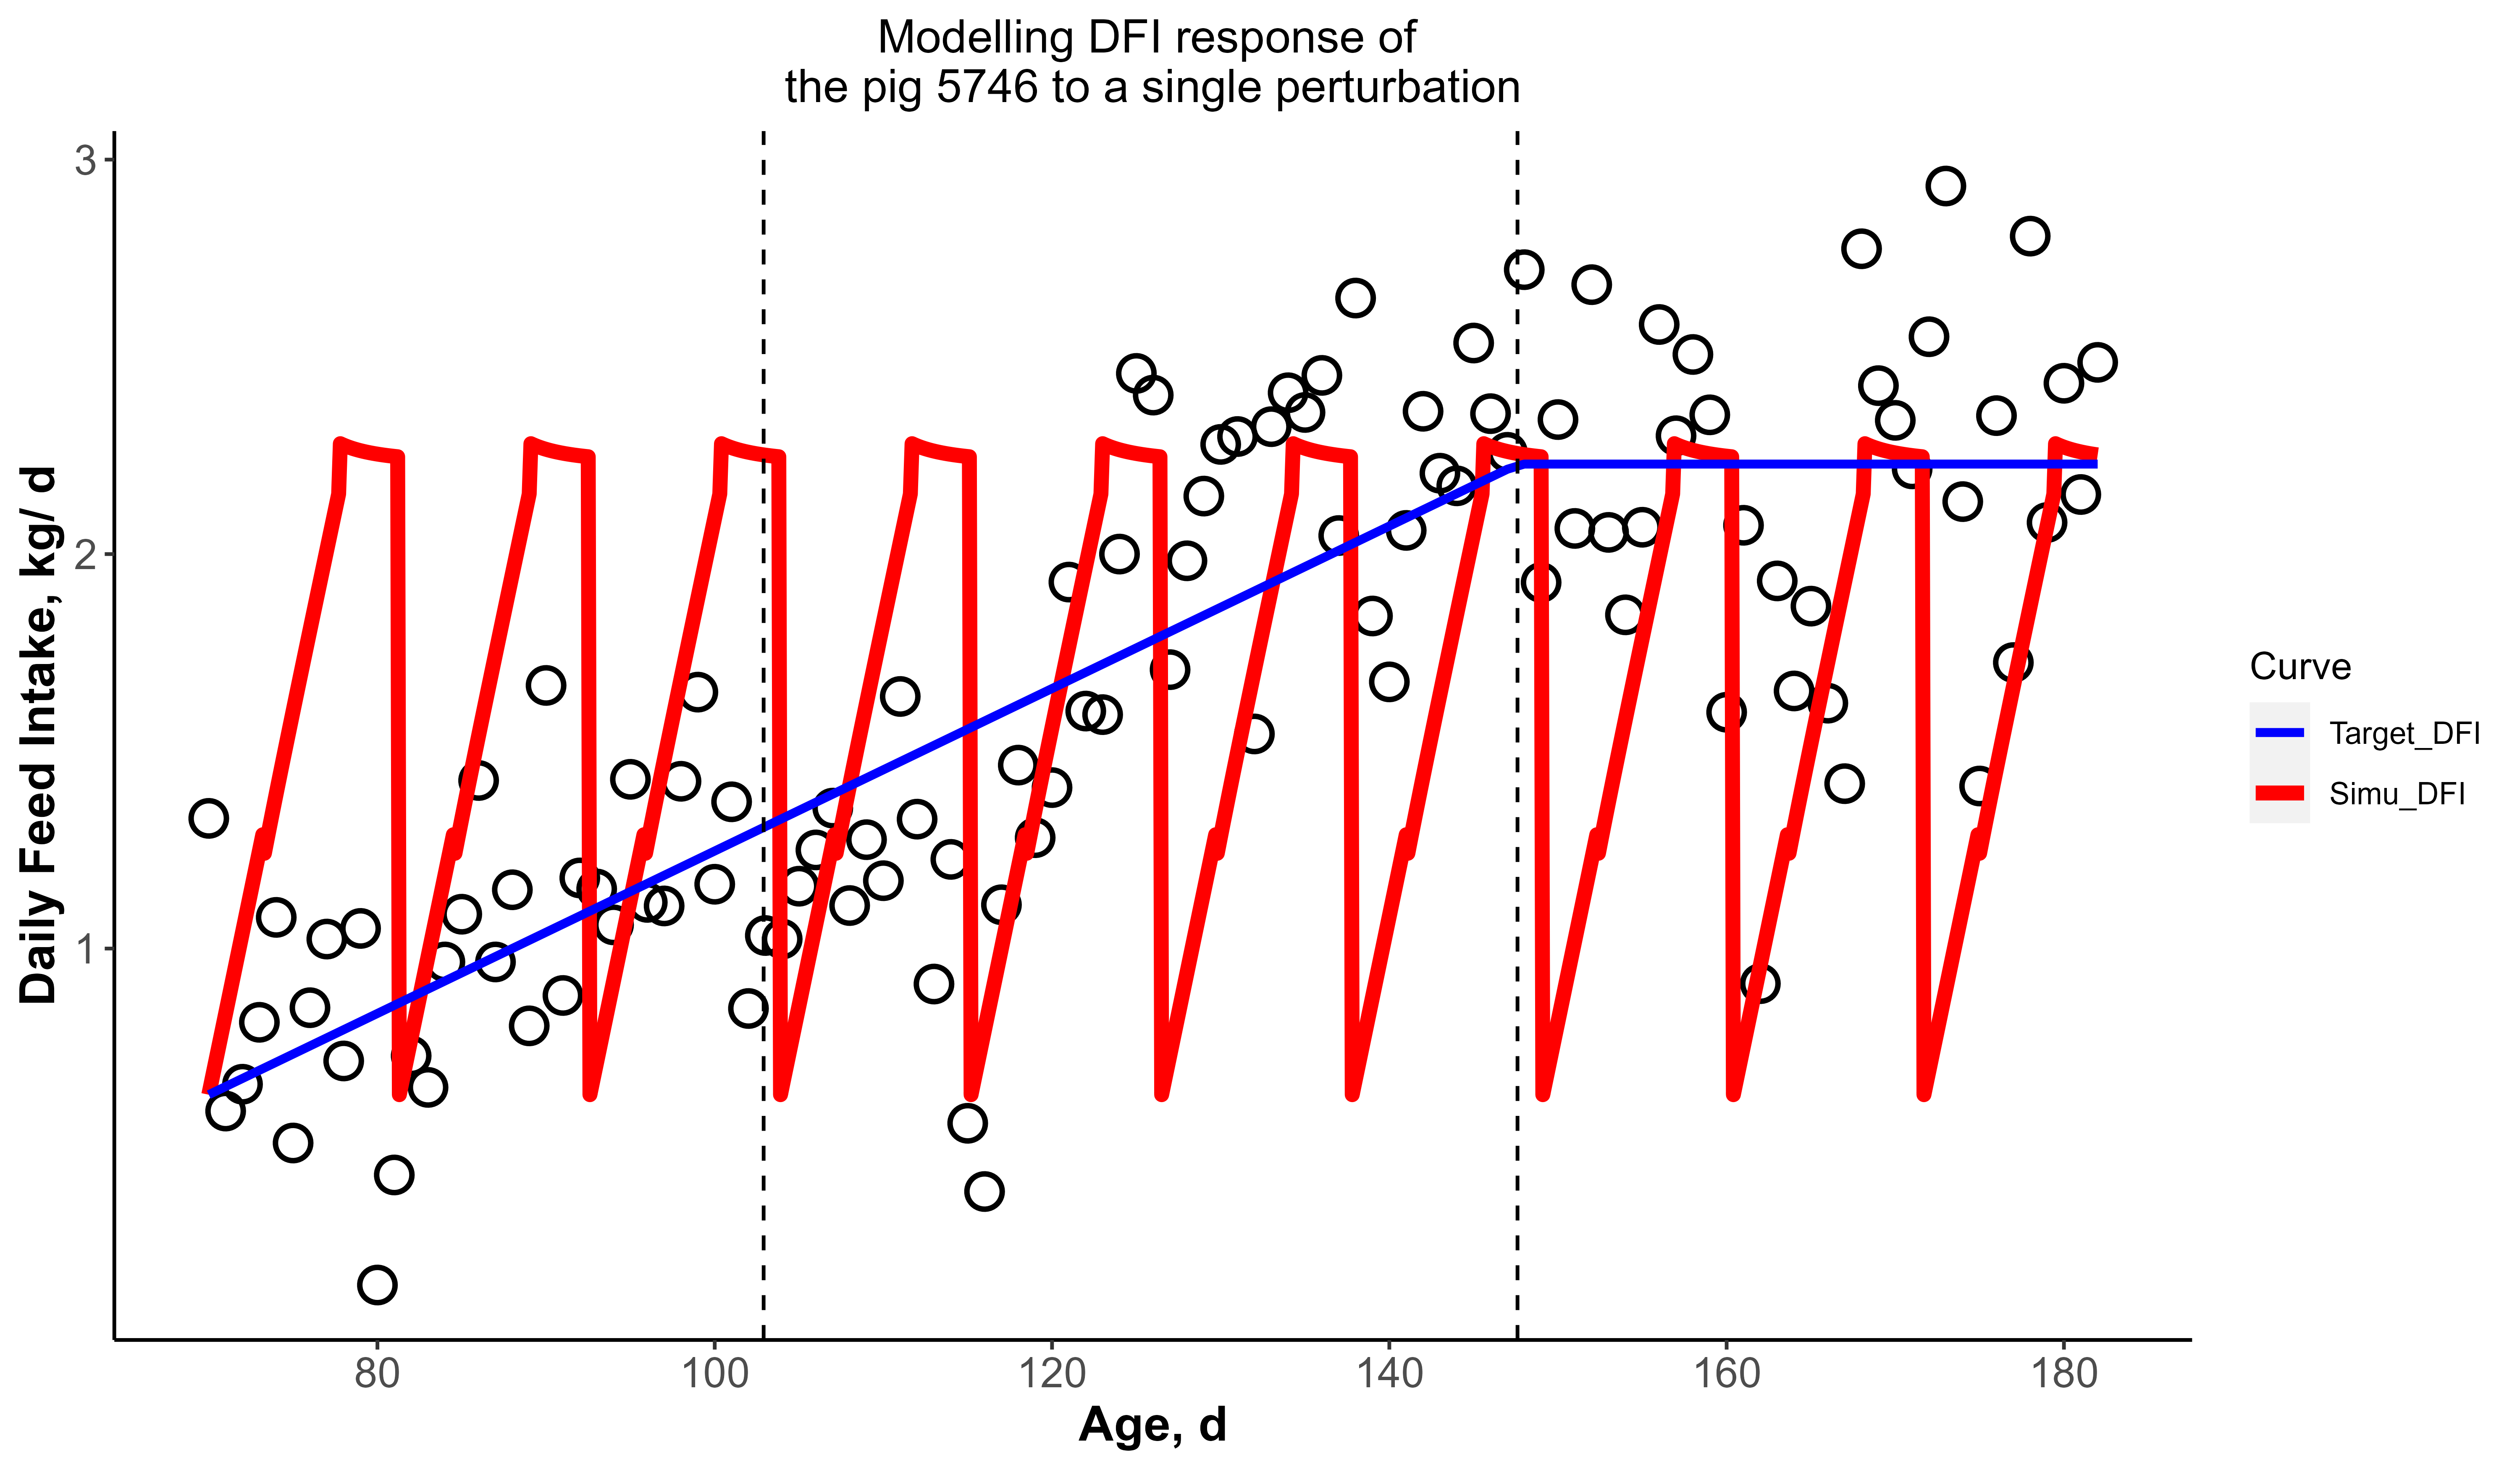 Modelling DFI response of
the pig 5746 to a single perturbation
3
2
1
Daily Feed Intake, kg/ d
80 100 120 140 160 180
Age, d
Curve
Target_DFI
Simu_DFI